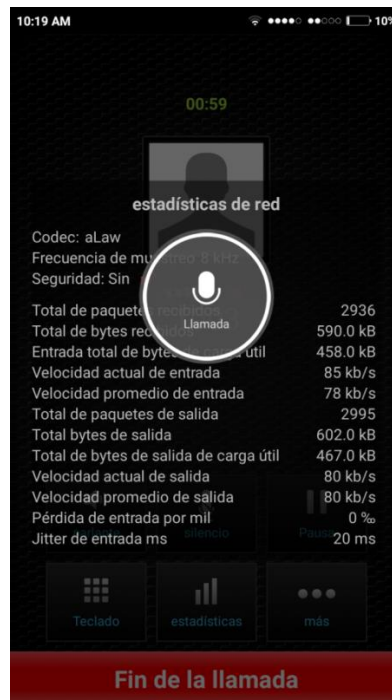 10:19 AM 10%
00:59
estadísticas de red
Codec: aLaw
Frecuencia de muestreo 8 kHz
Seguridad: Sin
Llamada
Total de paquetes recibidos 2936
Total de bytes recibidos 590.0 kB
Entrada total de bytes de carga útil 458.0 kB
Velocidad actual de entrada 85 kb/s
Velocidad promedio de entrada 78 kb/s
Total de paquetes de salida 2995
Total bytes de salida 602.0 kB
Total de bytes de salida de carga útil 467.0 kB
Velocidad actual de salida 80 kb/s
Velocidad promedio de salida 80 kb/s
Pérdida de entrada por mil 0 ‰
Jitter de entrada ms 20 ms
silencio Pausa
Teclado estadísticas más
Fin de la llamada